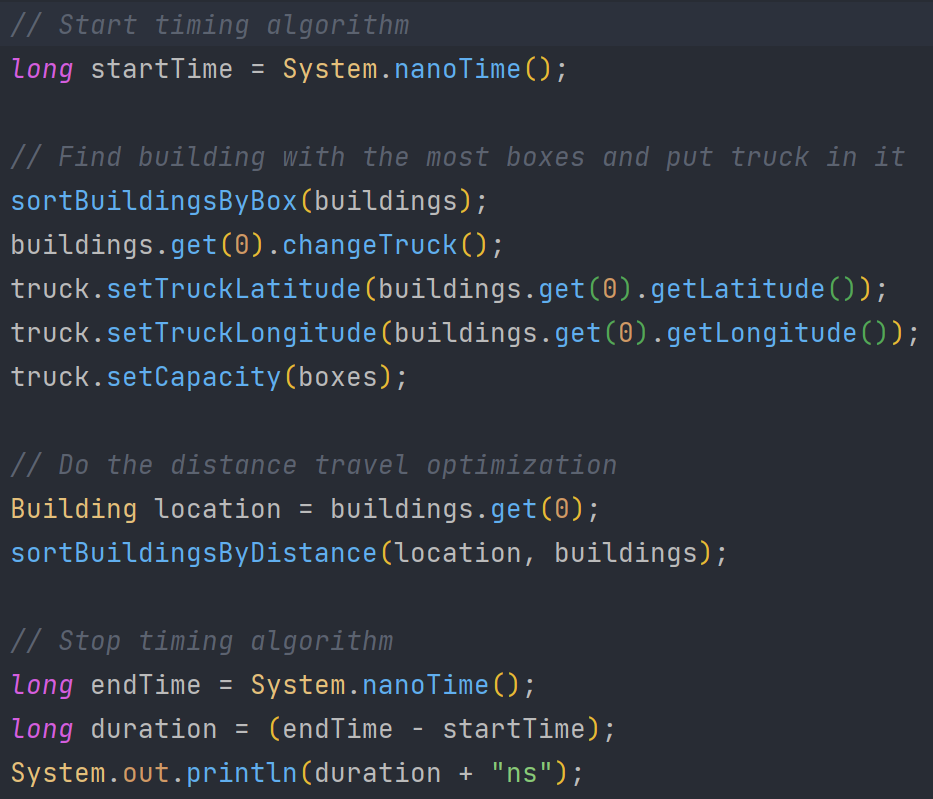 // Start timing algorithm
long startTime = System.nanoTime();
// Find building with the most boxes and put truck in it
sortBuildingsByBox(buildings);
buildings.get(0).changeTruck();
truck.setTruckLatitude(buildings.get(0).getLatitude());
truck.setTruckLongitude(buildings.get(0).getLongitude());
truck.setCapacity(boxes);
// Do the distance travel optimization
Building location = buildings.get(0);
sortBuildingsByDistance(location, buildings);
// Stop timing algorithm
long endTime = System.nanoTime();
long duration = (endTime - startTime);
System.out.println(duration + "ns");